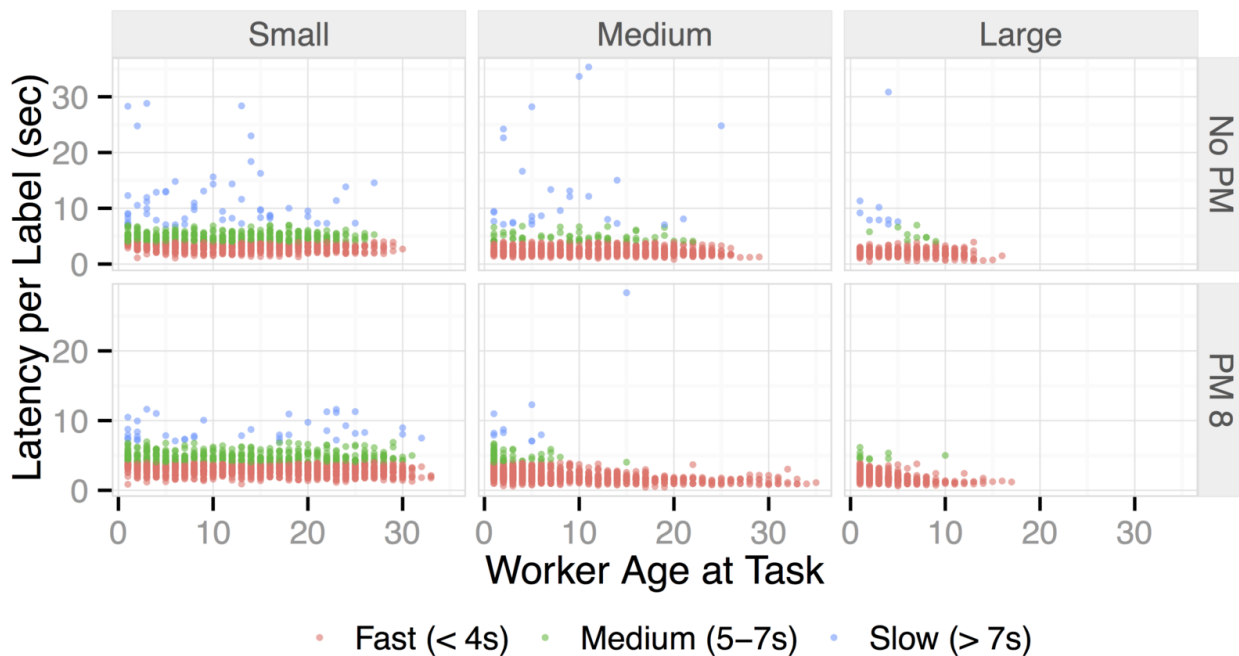 Small Medium Large
Latency per Label (sec)
30
20
10
0
No PM
20
10
0
PM 8
0 10 20 30 0 10 20 30 0 10 20 30
Worker Age at Task
Fast (< 4s) Medium (5–7s) Slow (> 7s)